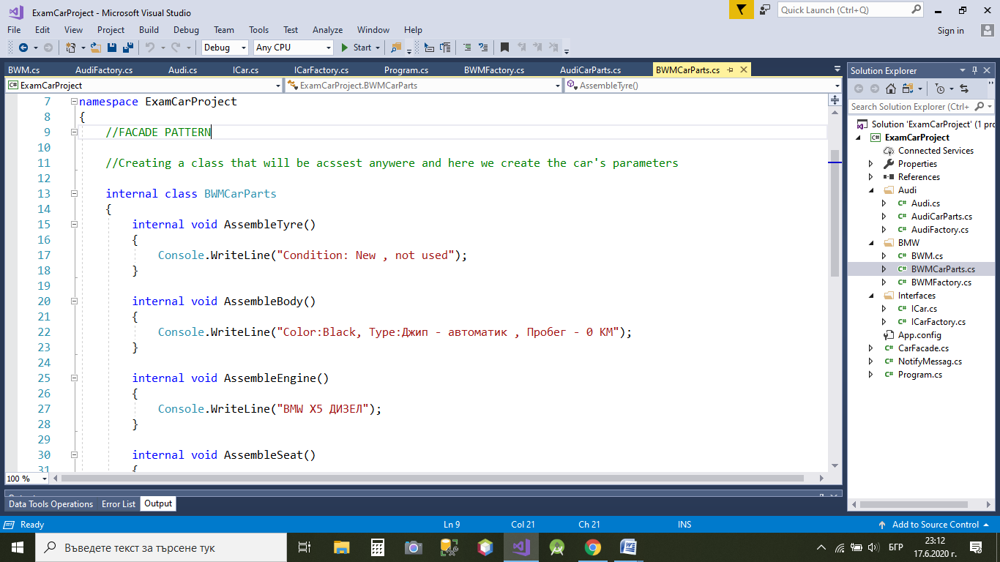 ExamCarProject - Microsoft Visual Studio
Quick Launch (Ctrl+Q)
File Edit View Project Build Debug Team Tools Test Analyze Window Help
Sign in
Debug Any CPU Start
BWM.cs AudiFactory.cs Audi.cs ICar.cs ICarFactory.cs Program.cs BWMFactory.cs AudiCarParts.cs BWMCarParts.cs
ExamCarProject ExamCarProject.BWMCarParts AssembleTyre()
7 namespace ExamCarProject
8 {
9 //FACADE PATTERN
10
11 //Creating a class that will be acssest anywere and here we create the car's parameters
12
13 internal class BWMCarParts
14 {
15 internal void AssembleTyre()
16 {
17 Console.WriteLine("Condition: New , not used");
18 }
19
20 internal void AssembleBody()
21 {
22 Console.WriteLine("Color:Black, Type:Джип - автоматик , Пробег - 0 КМ");
23 }
24
25 internal void AssembleEngine()
26 {
27 Console.WriteLine("BMW X5 ДИЗЕЛ");
28 }
29
30 internal void AssembleSeat()
31 {
100 %
Solution Explorer
Search Solution Explorer (Ctrl+
Solution 'ExamCarProject' (1 pro
ExamCarProject
Connected Services
Properties
References
Audi
Audi.cs
AudiCarParts.cs
AudiFactory.cs
BMW
BWM.cs
BWMCarParts.cs
BWMFactory.cs
Interfaces
ICar.cs
ICarFactory.cs
App.config
CarFacade.cs
NotifyMessag.cs
Program.cs
Data Tools Operations Error List Output
Ready Ln 9 Col 21 Ch 21 INS Add to Source Control
Въведете текст за търсене тук
БГР
23:12
17.6.2020 г.